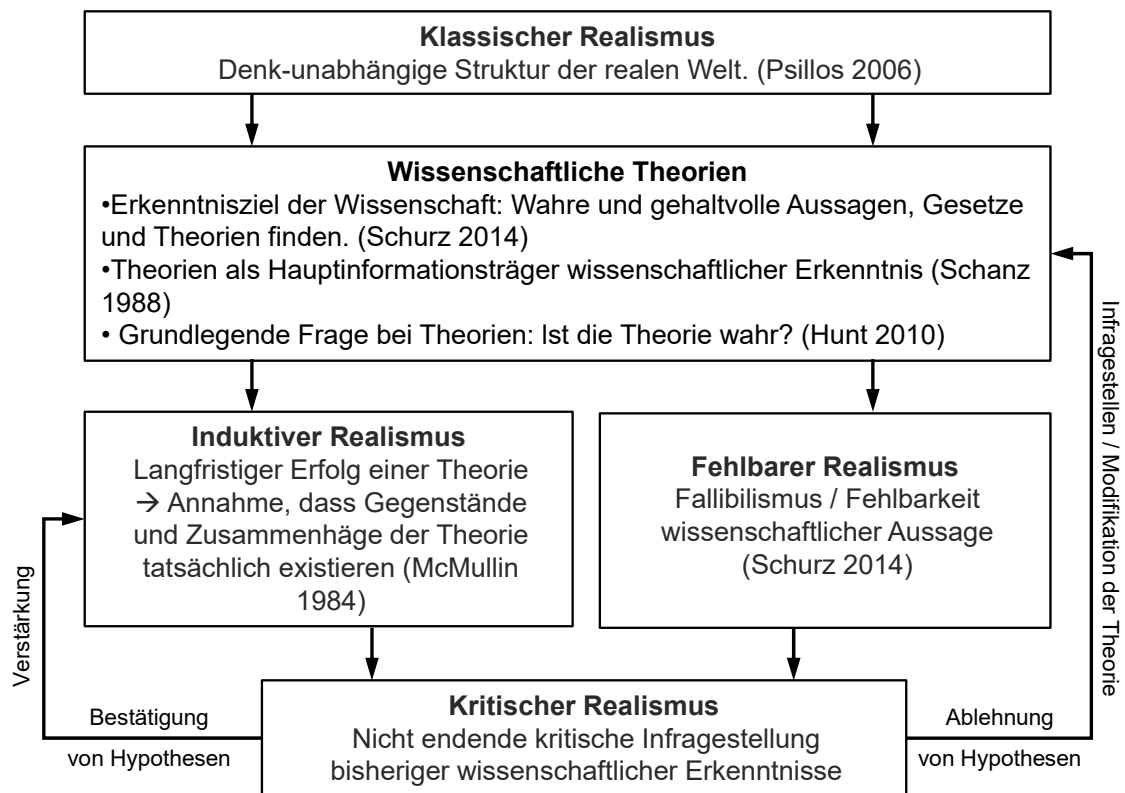 Klassischer Realismus
Denk-unabhängige Struktur der realen Welt. (Psillos 2006)
Wissenschaftliche Theorien
•Erkenntnisziel der Wissenschaft: Wahre und gehaltvolle Aussagen, Gesetze
und Theorien finden. (Schurz 2014)
•Theorien als Hauptinformationsträger wissenschaftlicher Erkenntnis (Schanz
1988)
• Grundlegende Frage bei Theorien: Ist die Theorie wahr? (Hunt 2010)
Induktiver Realismus
Langfristiger Erfolg einer Theorie
→ Annahme, dass Gegenstände
und Zusammenhäge der Theorie
tatsächlich existieren (McMullin
1984)
Fehlbarer Realismus
Fallibilismus / Fehlbarkeit
wissenschaftlicher Aussage
(Schurz 2014)
Infragestellen / Modifikation der Theorie
Verstärkung
Bestätigung
von Hypothesen
Kritischer Realismus
Nicht endende kritische Infragestellung
bisheriger wissenschaftlicher Erkenntnisse
Ablehnung
von Hypothesen